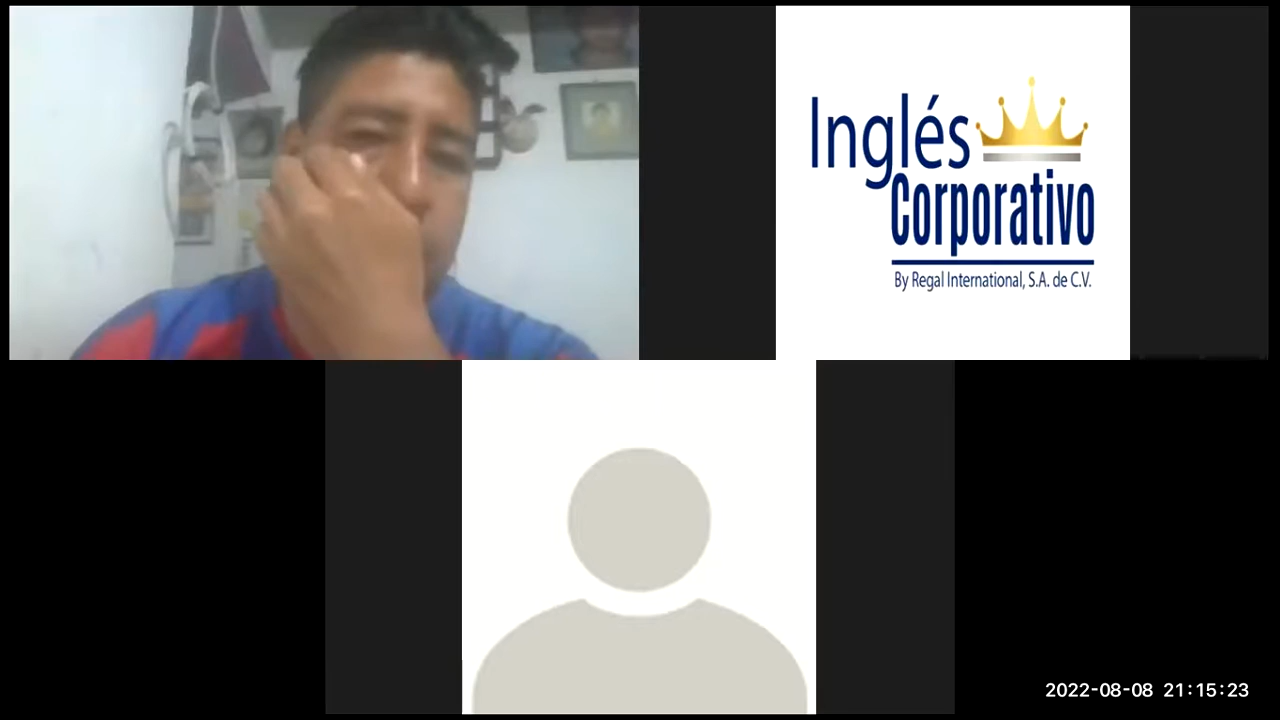 Inglés
Corporativo
By Regal International, S.A. de C.V.
2022-08-08 21:15:23